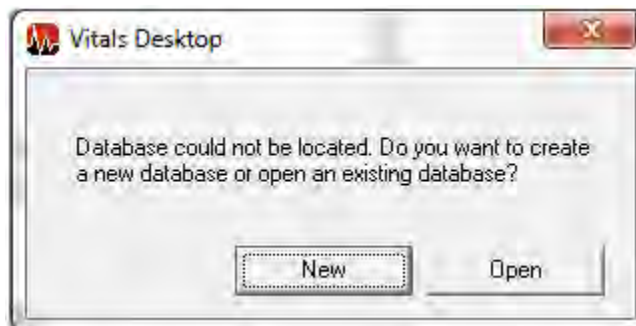 Vitals Desktop
Database could not be located. Do you want to create
a new database or open an existing database?
New
Open